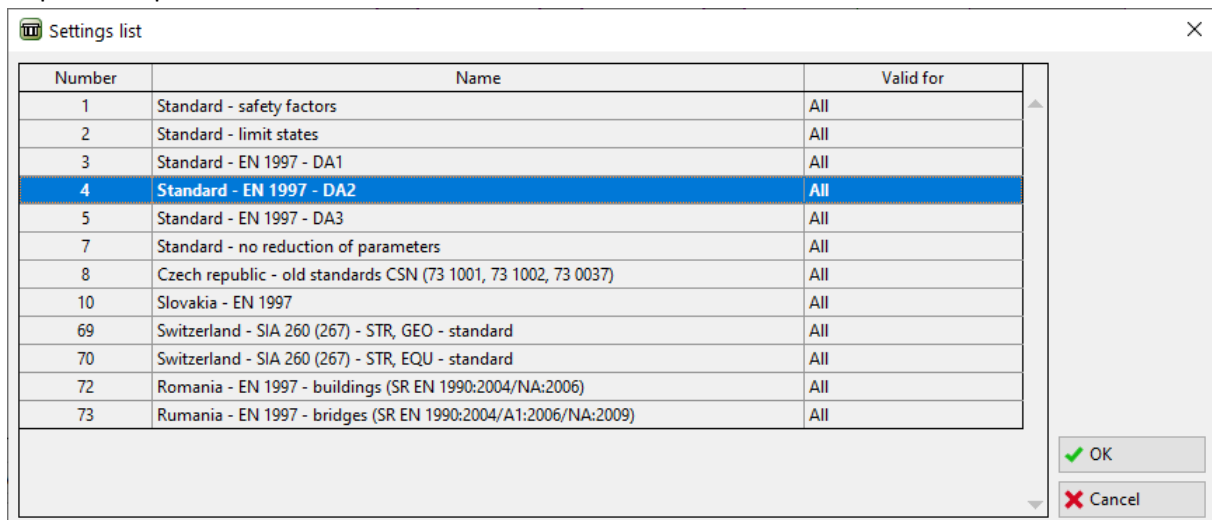 Settings list
Number Name Valid for
1 Standard - safety factors All
2 Standard - limit states All
3 Standard - EN 1997 - DA1 All
4 Standard - EN 1997 - DA2 All
5 Standard - EN 1997 - DA3 All
7 Standard - no reduction of parameters All
8 Czech republic - old standards CSN (73 1001, 73 1002, 73 0037) All
10 Slovakia - EN 1997 All
69 Switzerland - SIA 260 (267) - STR, GEO - standard All
70 Switzerland - SIA 260 (267) - STR, EQU - standard All
72 Romania - EN 1997 - buildings (SR EN 1990:2004/NA:2006) All
73 Rumania - EN 1997 - bridges (SR EN 1990:2004/A1:2006/NA:2009) All
OK
Cancel